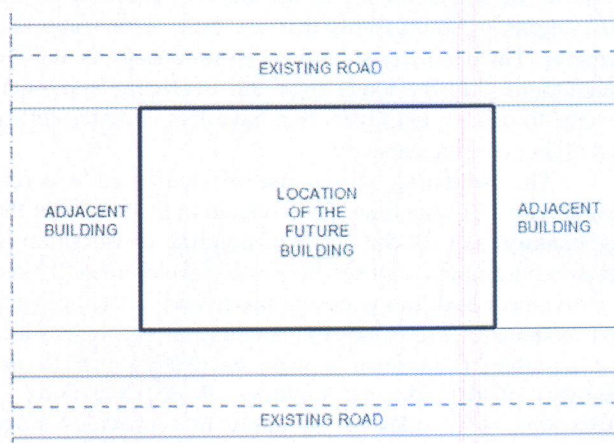 EXISTING ROAD
ADJACENT
BUILDING
LOCATION
OF THE
FUTURE
BUILDING
ADJACENT
BUILDING
EXISTING ROAD